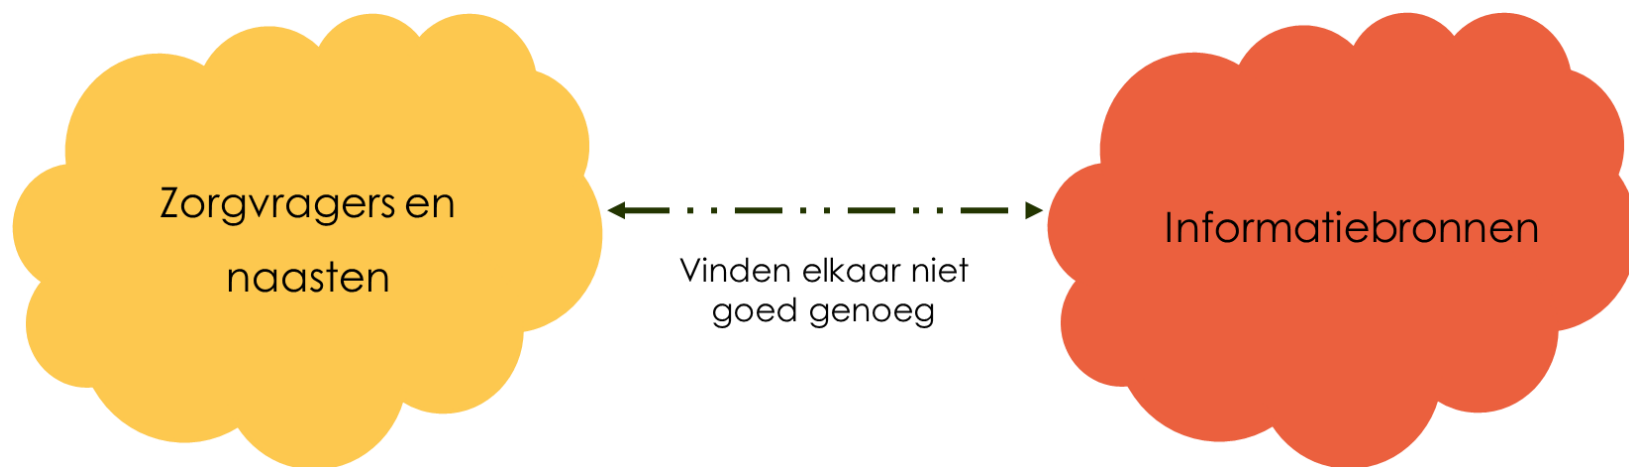 Zorgvragers en
naasten
Vinden elkaar niet
goed genoeg
Informatiebronnen